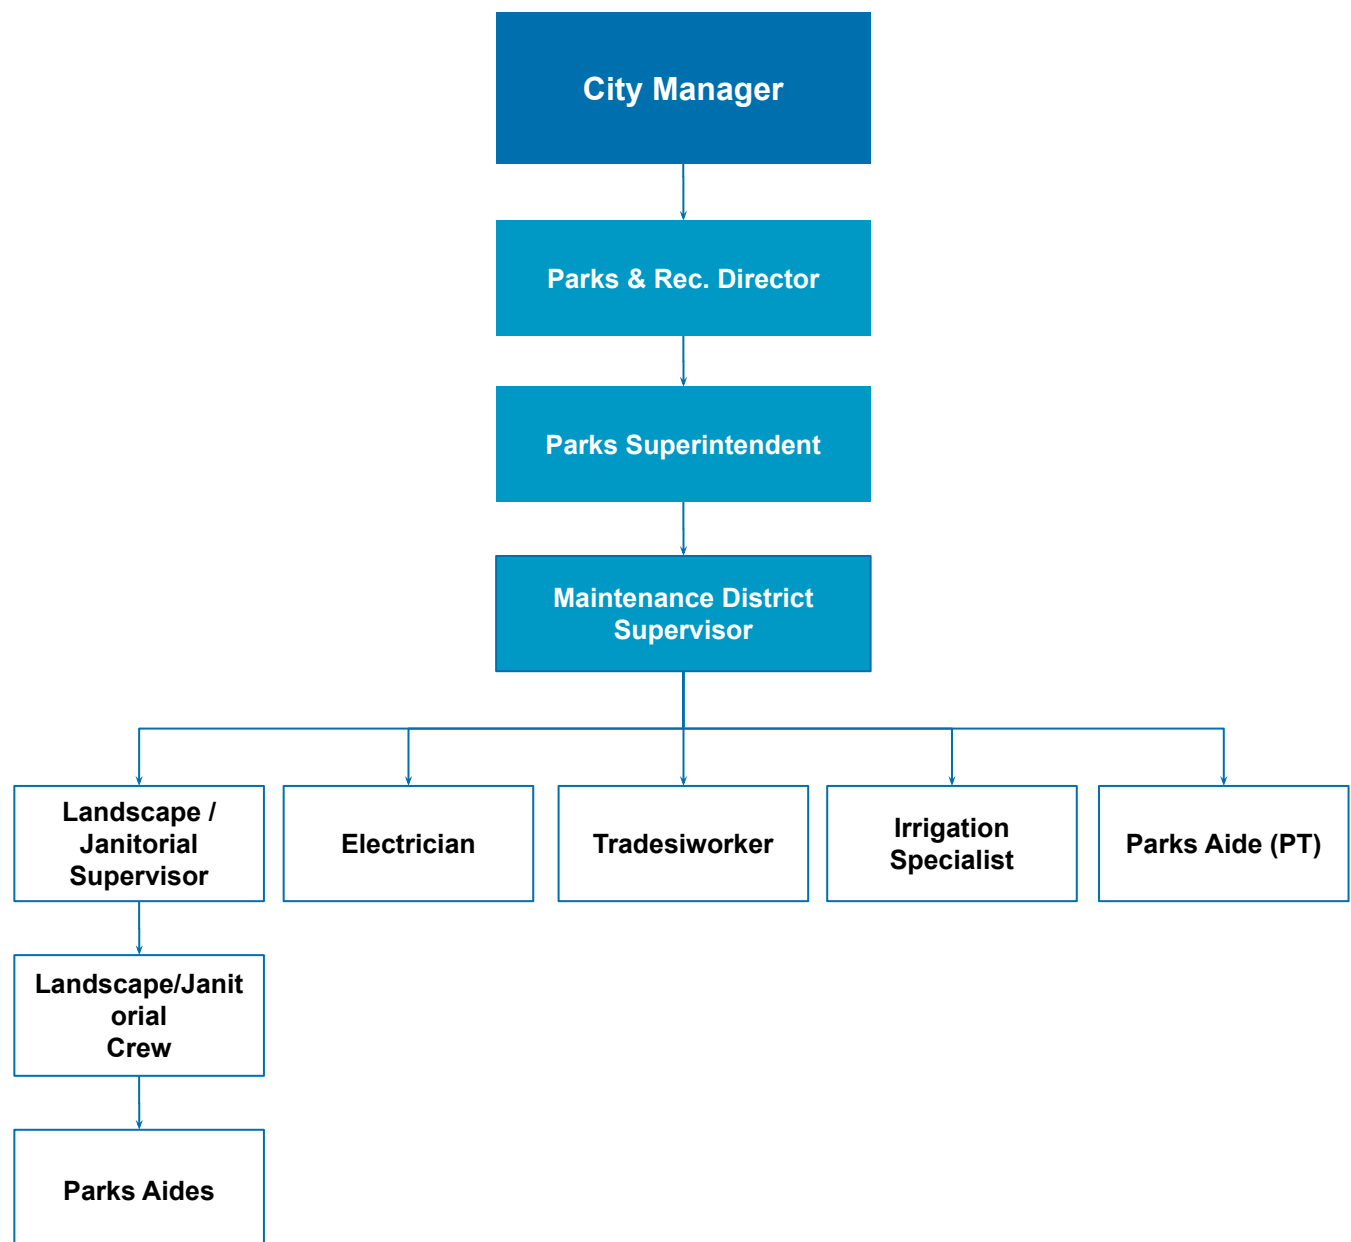 City Manager
Parks & Rec. Director
Parks Superintendent
Maintenance District
Supervisor
Landscape /
Janitorial
Supervisor
Electrician
Tradesiworker
Irrigation
Specialist
Parks Aide (PT)
Landscape/Janit
orial
Crew
Parks Aides